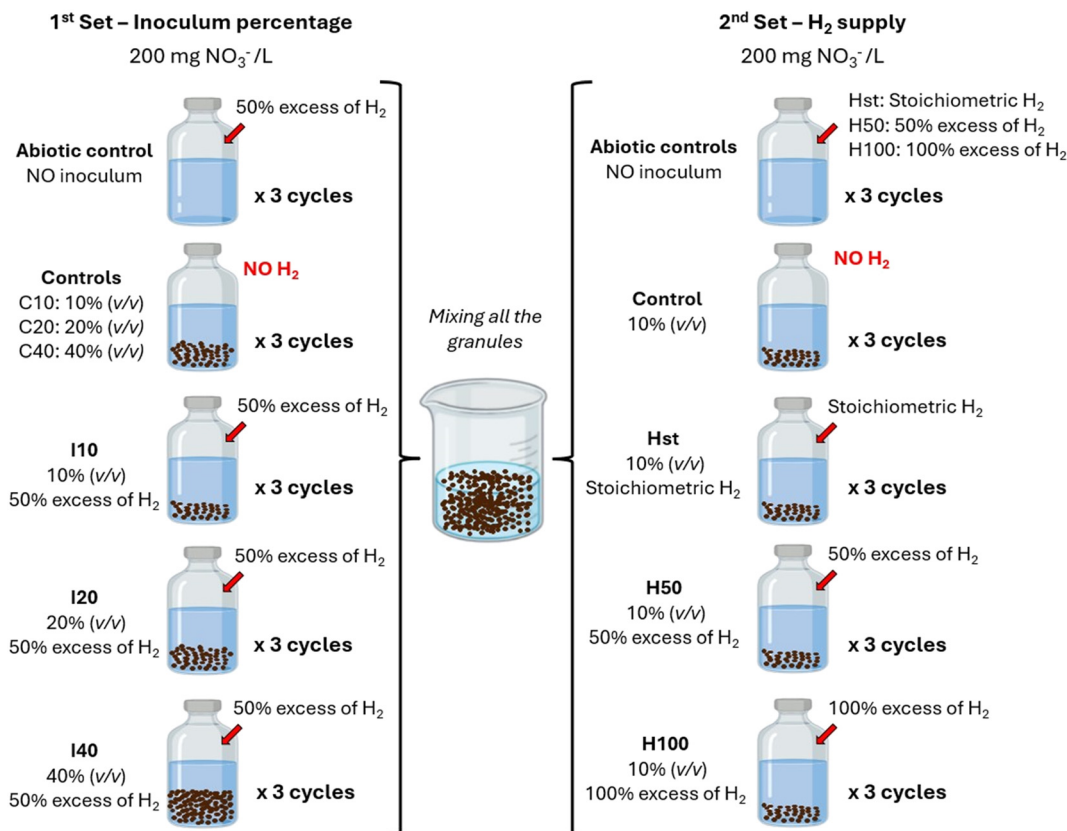 1st Set – Inoculum percentage
200 mg NO3-/L
50% excess of H2
Abiotic control
NO inoculum
x 3 cycles
NO H2
Controls
C10: 10% (v/v)
C20: 20% (v/v)
C40: 40% (v/v)
x 3 cycles
50% excess of H2
I10
10% (v/v)
50% excess of H2
x 3 cycles
50% excess of H2
I20
20% (v/v)
50% excess of H2
x 3 cycles
50% excess of H2
I40
40% (v/v)
50% excess of H2
x 3 cycles
Mixing all the
granules
2nd Set – H2 supply
200 mg NO3-/L
Hst: Stoichiometric H2
H50: 50% excess of H2
H100: 100% excess of H2
Abiotic controls
NO inoculum
x 3 cycles
NO H2
Control
10% (v/v)
x 3 cycles
Stoichiometric H2
Hst
10% (v/v)
Stoichiometric H2
x 3 cycles
50% excess of H2
H50
10% (v/v)
50% excess of H2
x 3 cycles
100% excess of H2
H100
10% (v/v)
100% excess of H2
x 3 cycles